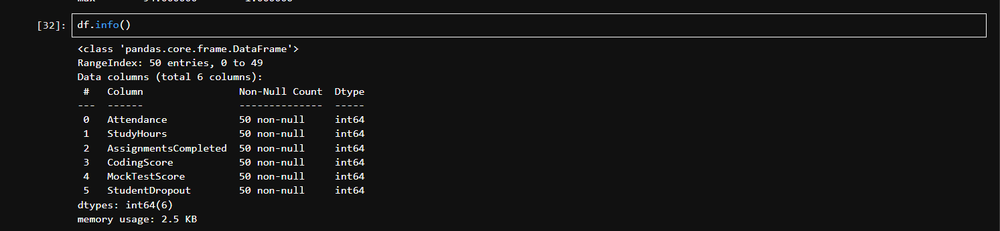 [32]: df.info()
<class 'pandas.core.frame.DataFrame'>
RangeIndex: 50 entries, 0 to 49
Data columns (total 6 columns):
 #   Column                Non-Null Count  Dtype
---  ------                --------------  -----
 0   Attendance            50 non-null     int64
 1   StudyHours            50 non-null     int64
 2   AssignmentsCompleted  50 non-null     int64
 3   CodingScore           50 non-null     int64
 4   MockTestScore         50 non-null     int64
 5   StudentDropout        50 non-null     int64
dtypes: int64(6)
memory usage: 2.5 KB